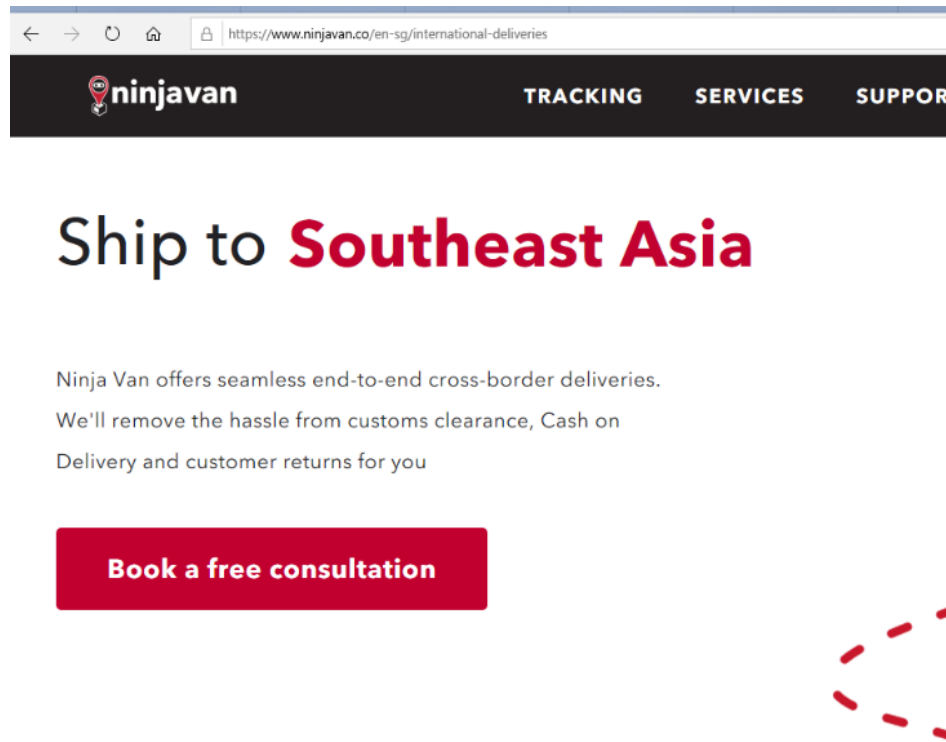 https://www.ninjavan.co/en-sg/international-deliveries
ninjavan TRACKING SERVICES SUPPOR
Ship to Southeast Asia
Ninja Van offers seamless end-to-end cross-border deliveries.
We'll remove the hassle from customs clearance, Cash on
Delivery and customer returns for you
Book a free consultation